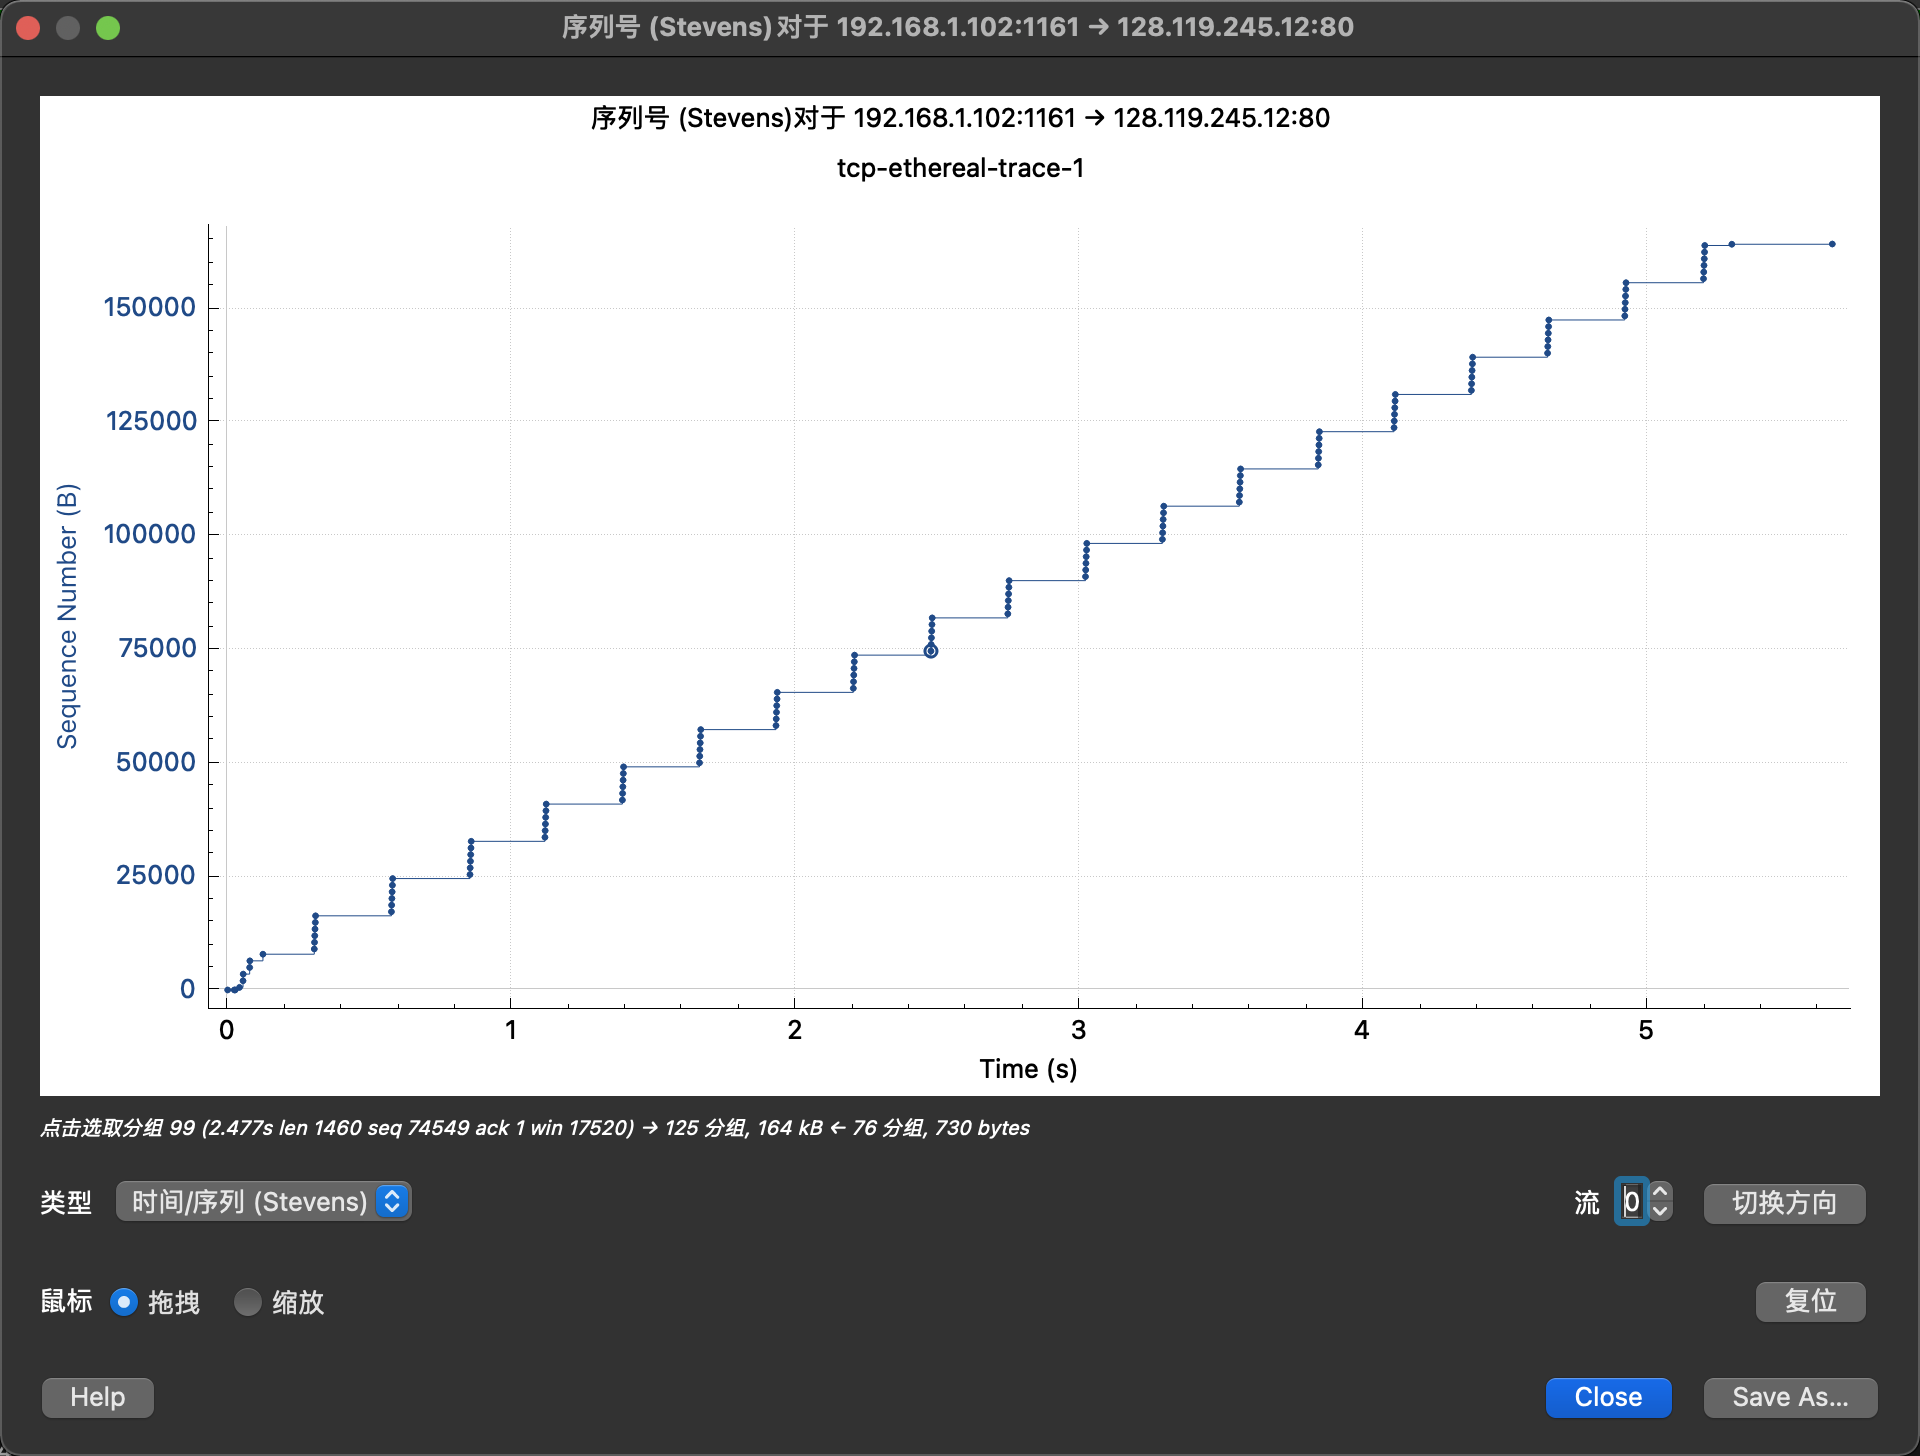 序列号 (Stevens)对于 192.168.1.102:1161 → 128.119.245.12:80
序列号 (Stevens)对于 192.168.1.102:1161 → 128.119.245.12:80
tcp-ethereal-trace-1
150000
125000
100000
75000
50000
25000
0
Sequence Number (B)
0 1 2 3 4 5
Time (s)
点击选取分组 99 (2.477s len 1460 seq 74549 ack 1 win 17520) → 125 分组, 164 kB ← 76 分组, 730 bytes
类型 时间/序列 (Stevens) 流 0 切换方向
鼠标 拖拽 缩放 复位
Help Close Save As...